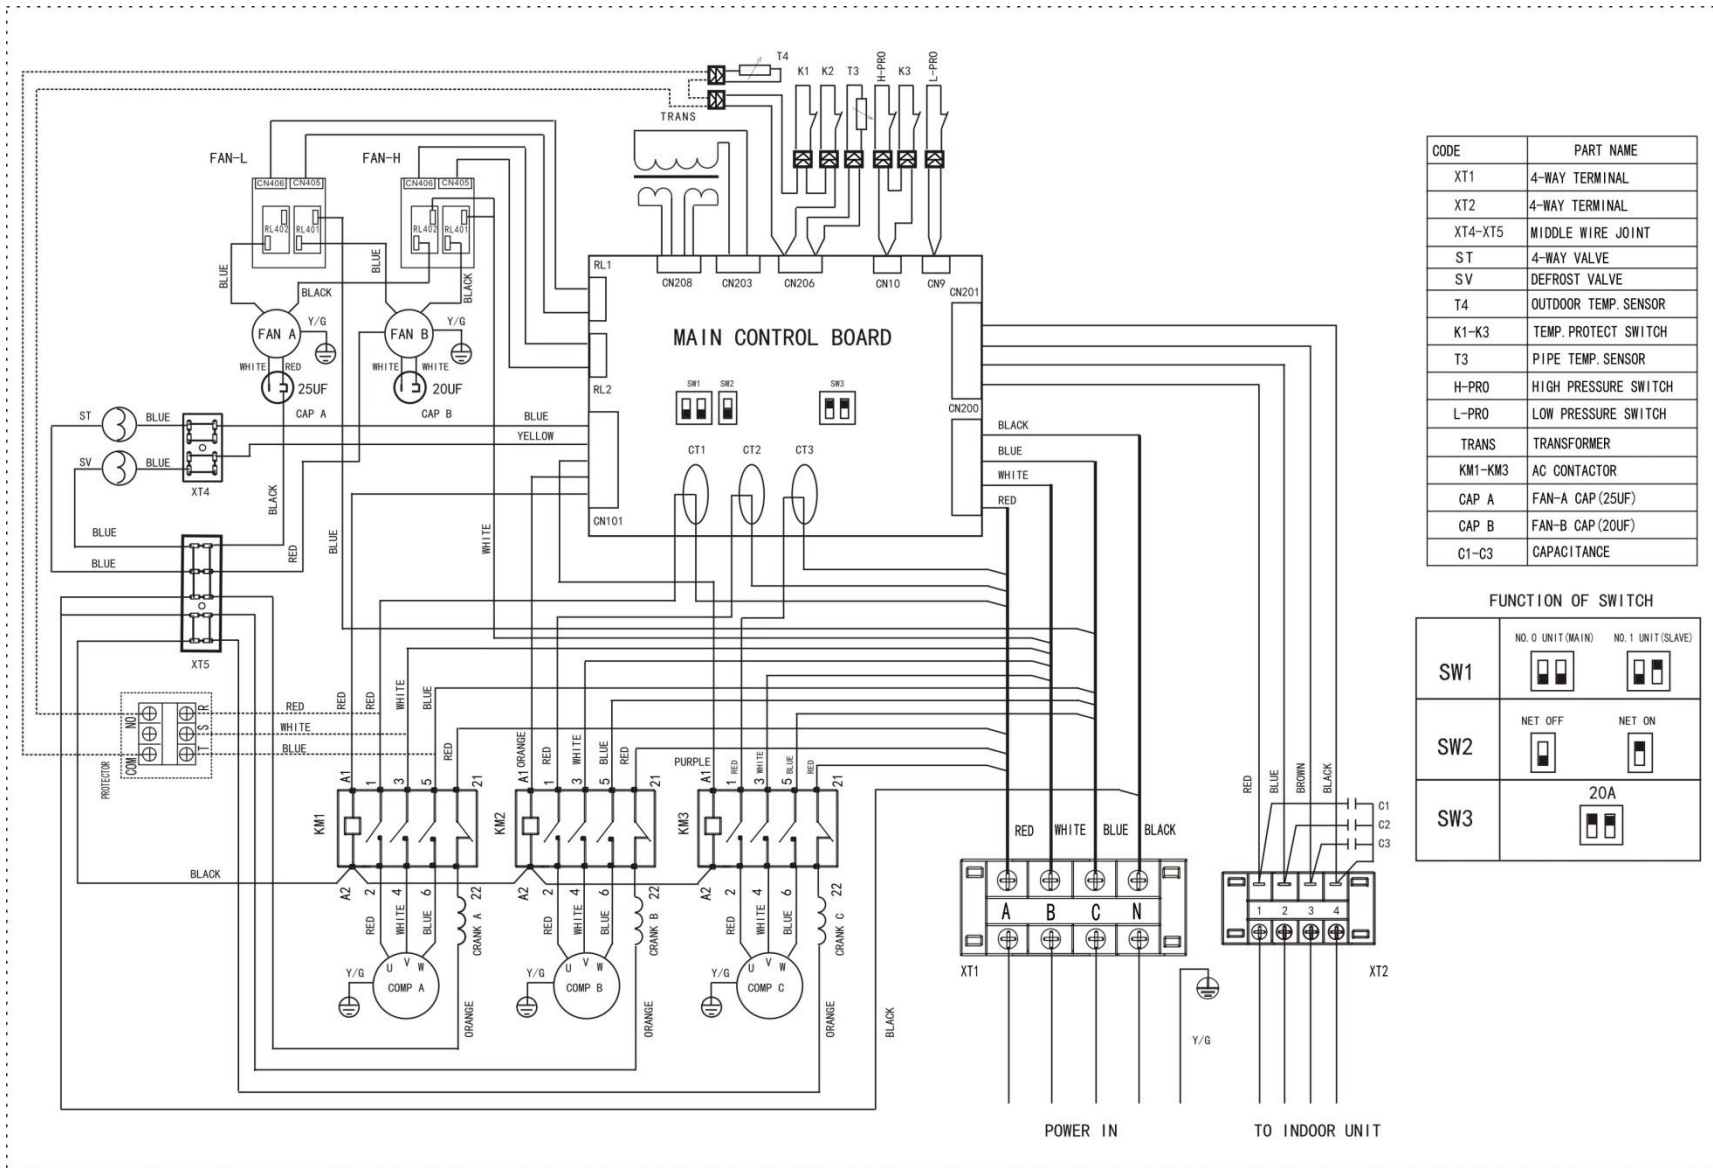 T4
K1 K2 T3 H-PRO K3 L-PRO
TRANS
FAN-L
FAN-H
CN406 CN405
CN406 CN405
RL402 RL401
RL402 RL401
BLUE
BLUE
BLACK
BLACK
FAN A
Y/G
FAN B
Y/G
WHITE RED
WHITE WHITE
25UF
20UF
CAP A
CAP B
RL1
CN208
CN203
CN206
CN10
CN9
CN201
MAIN CONTROL BOARD
RL2
SW1
SW2
SW3
CN200
CT1
CT2
CT3
CN101
ST
BLUE
SV
BLUE
XT4
BLUE
YELLOW
BLACK
BLUE
WHITE
RED
BLUE
BLUE
BLACK
RED
BLUE
WHITE
XT5
NO
COM
R
S
T
PROTECTOR
RED
WHITE
BLUE
RED
RED
WHITE
BLUE
RED
ORANGE
RED
WHITE
BLUE
RED
PURPLE
RED
WHITE
BLUE
RED
A1 1 3 5 21
A1 1 3 5 21
A1 1 3 5 21
KM1
KM2
KM3
BLACK
A2 2 4 6 22
A2 2 4 6 22
A2 2 4 6 22
RED WHITE BLUE
CRANK A
RED WHITE BLUE
CRANK B
RED WHITE BLUE
CRANK C
Y/G
U V W
COMP A
Y/G
U V W
COMP B
Y/G
U V W
COMP C
ORANGE
ORANGE
ORANGE
BLACK
RED WHITE BLUE BLACK
A B C N
XT1
Y/G
POWER IN
RED BLUE BROWN BLACK
C1
C2
C3
1 2 3 4
XT2
TO INDOOR UNIT
CODE PART NAME
XT1 4-WAY TERMINAL
XT2 4-WAY TERMINAL
XT4-XT5 MIDDLE WIRE JOINT
ST 4-WAY VALVE
SV DEFROST VALVE
T4 OUTDOOR TEMP. SENSOR
K1-K3 TEMP. PROTECT SWITCH
T3 PIPE TEMP. SENSOR
H-PRO HIGH PRESSURE SWITCH
L-PRO LOW PRESSURE SWITCH
TRANS TRANSFORMER
KM1-KM3 AC CONTACTOR
CAP A FAN-A CAP(25UF)
CAP B FAN-B CAP(20UF)
C1-C3 CAPACITANCE
FUNCTION OF SWITCH
NO. 0 UNIT(MAIN) NO. 1 UNIT(SLAVE)
SW1
NET OFF NET ON
SW2
20A
SW3